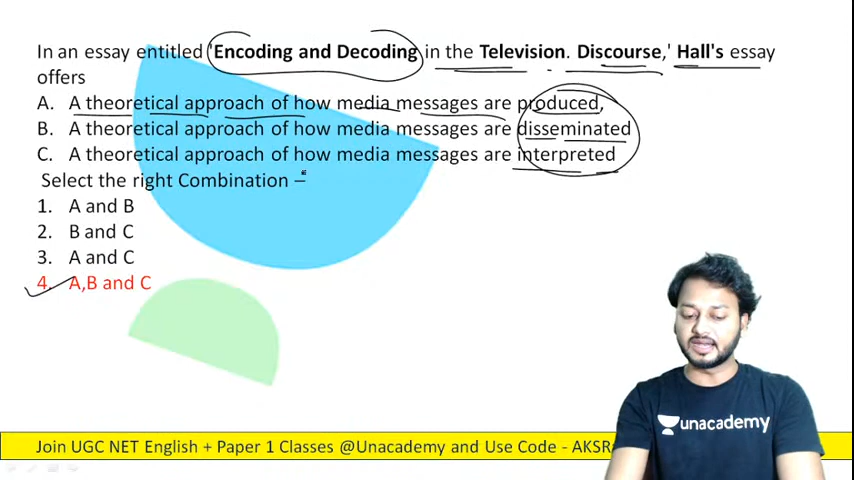 In an essay entitled 'Encoding and Decoding in the Television. Discourse,' Hall's essay
offers
A. A theoretical approach of how media messages are produced,
B. A theoretical approach of how media messages are disseminated
C. A theoretical approach of how media messages are interpreted
Select the right Combination –
1. A and B
2. B and C
3. A and C
4. A,B and C
unacademy
Join UGC NET English + Paper 1 Classes @Unacademy and Use Code - AKSR